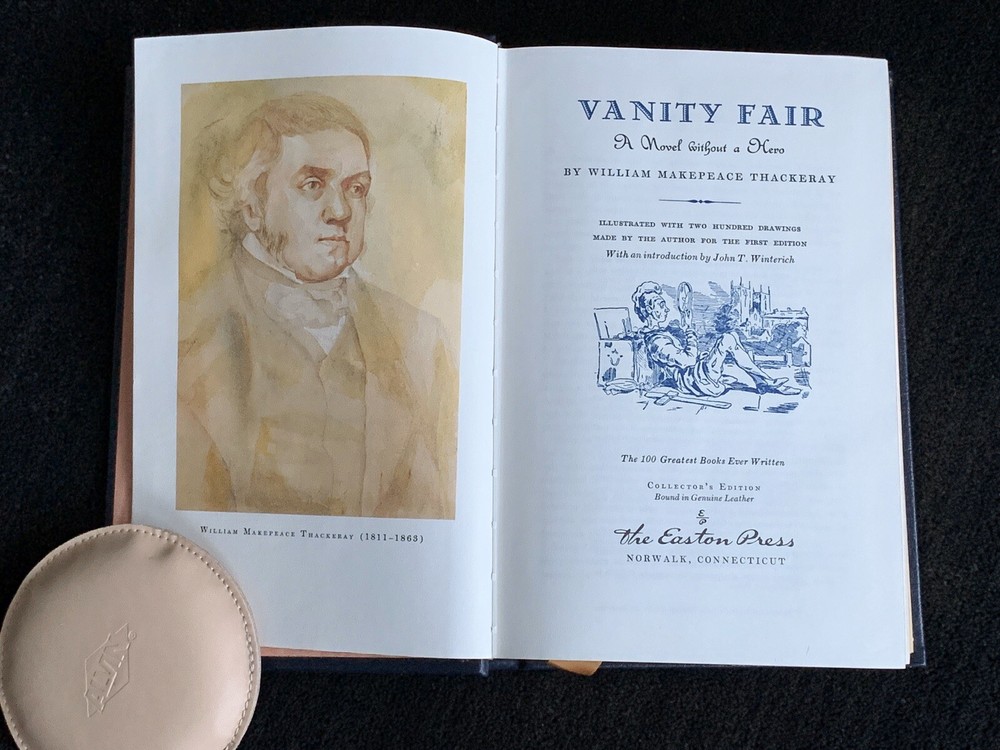 WILLIAM MAKEPEACE THACKERAY (1811–1863)
VANITY FAIR
A Novel without a Hero
BY WILLIAM MAKEPEACE THACKERAY
ILLUSTRATED WITH TWO HUNDRED DRAWINGS
MADE BY THE AUTHOR FOR THE FIRST EDITION
With an introduction by John T. Winterich
The 100 Greatest Books Ever Written
COLLECTOR'S EDITION
Bound in Genuine Leather
The Easton Press
NORWALK, CONNECTICUT